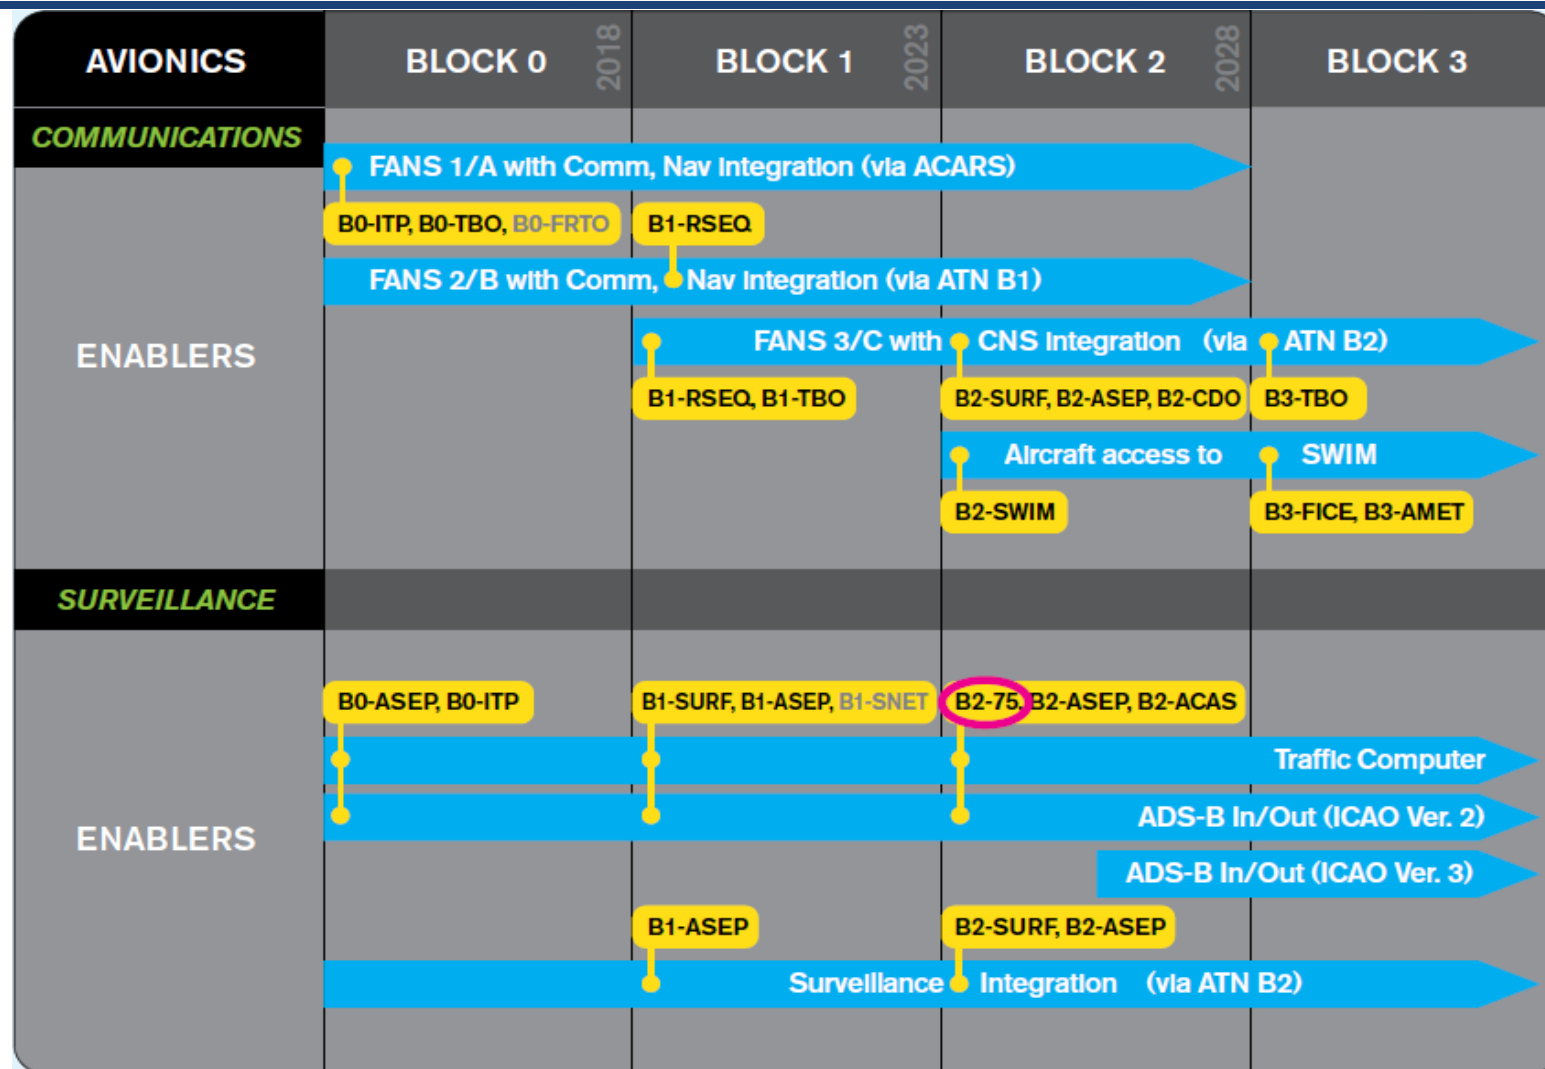 AVIONICS
BLOCK 0
2018
BLOCK 1
2023
BLOCK 2
2028
BLOCK 3
COMMUNICATIONS
FANS 1/A with Comm, Nav Integration (via ACARS)
B0-ITP, B0-TBO, B0-FRTO
B1-RSEQ
FANS 2/B with Comm, Nav Integration (via ATN B1)
ENABLERS
FANS 3/C with CNS Integration (via ATN B2)
B1-RSEQ, B1-TBO
B2-SURF, B2-ASEP, B2-CDO
B3-TBO
Aircraft access to SWIM
B2-SWIM
B3-FICE, B3-AMET
SURVEILLANCE
B0-ASEP, B0-ITP
B1-SURF, B1-ASEP, B1-SNET
B2-75, B2-ASEP, B2-ACAS
Traffic Computer
ADS-B In/Out (ICAO Ver. 2)
ENABLERS
ADS-B In/Out (ICAO Ver. 3)
B1-ASEP
B2-SURF, B2-ASEP
Surveillance Integration (via ATN B2)